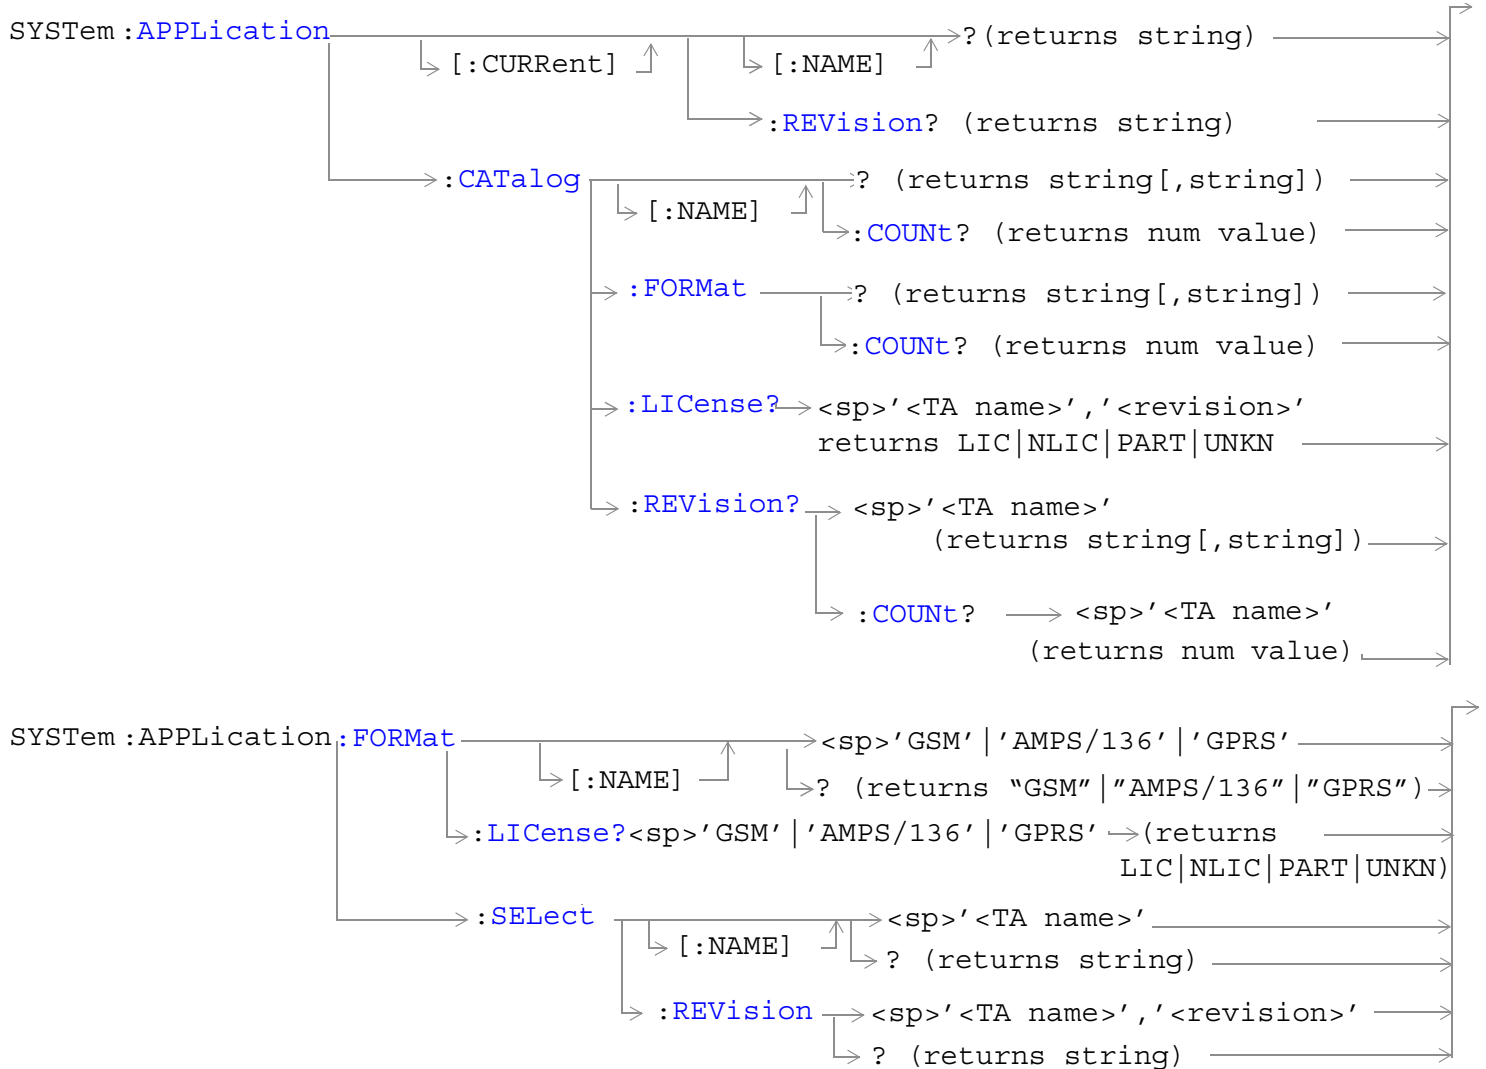 SYSTem :APPLication ?(returns string)
[:CURRent] [:NAME]
:REVision? (returns string)
:CATalog ? (returns string[,string])
[:NAME]
:COUNt? (returns num value)
:FORMat ? (returns string[,string])
:COUNt? (returns num value)
:LICense? <sp>’<TA name>’,’<revision>’
returns LIC|NLIC|PART|UNKN
:REVision? <sp>’<TA name>’
(returns string[,string])
:COUNt? <sp>’<TA name>’
(returns num value)
SYSTem :APPLication:FORMat <sp>’GSM’|’AMPS/136’|’GPRS’
[:NAME] ? (returns “GSM”|”AMPS/136”|”GPRS”)
:LICense?<sp>’GSM’|’AMPS/136’|’GPRS’ (returns
LIC|NLIC|PART|UNKN)
:SELect <sp>’<TA name>’
[:NAME] ? (returns string)
:REVision <sp>’<TA name>’,’<revision>’
? (returns string)